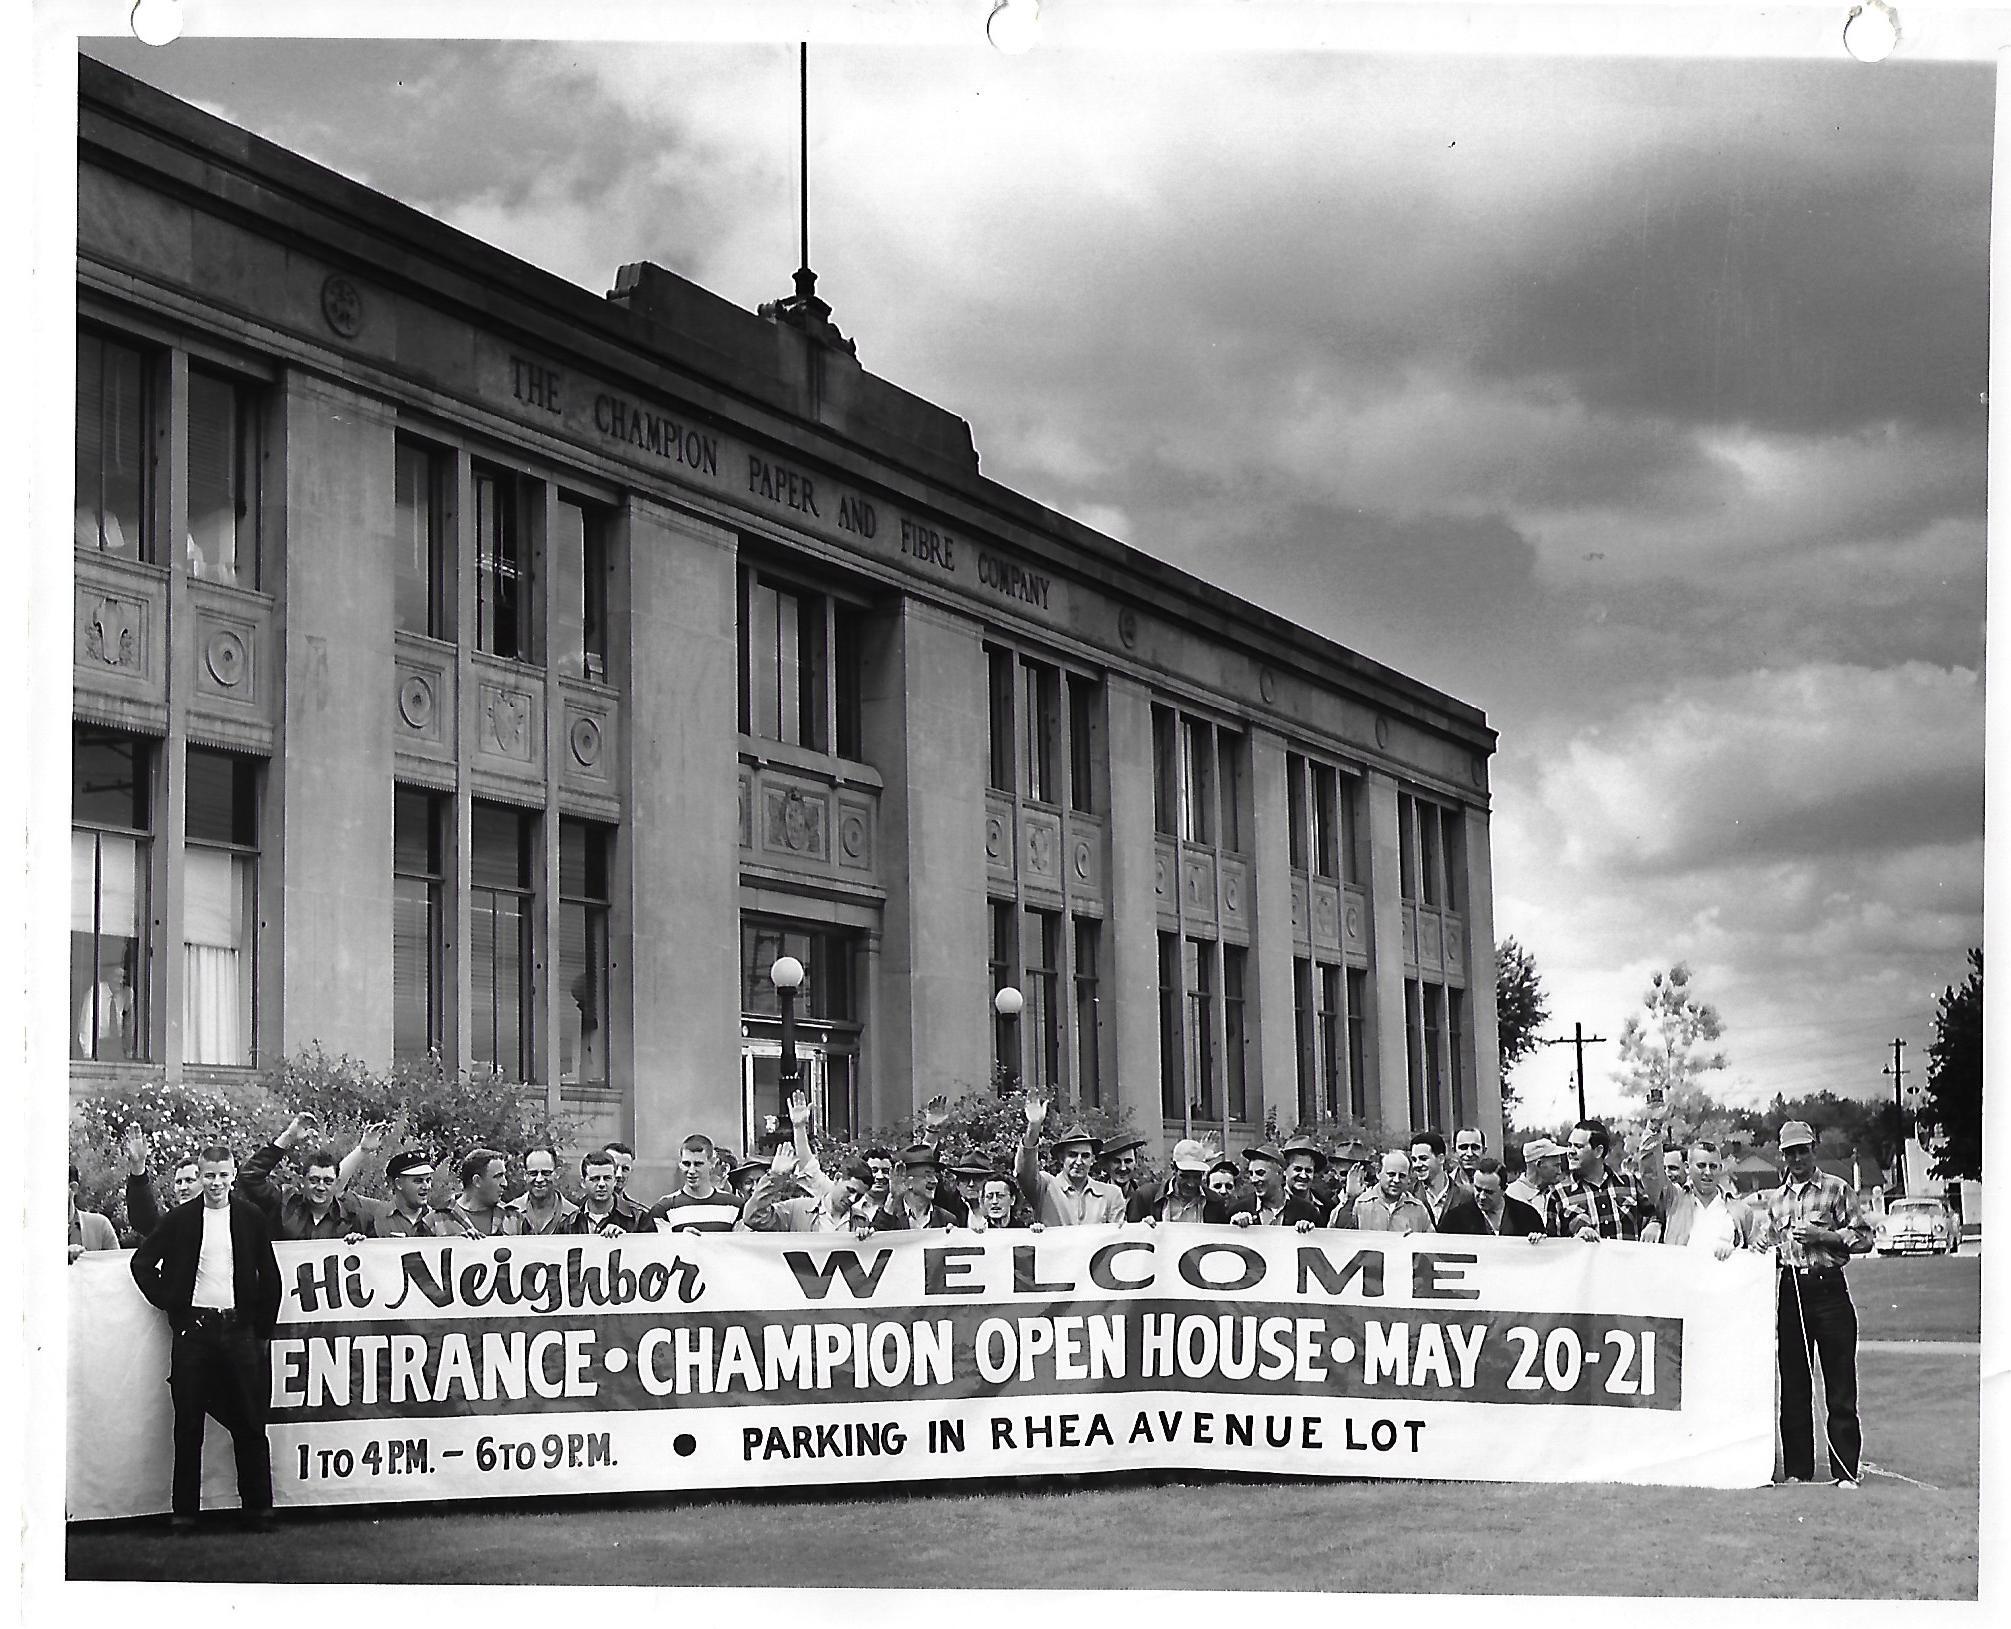 THE CHAMPION PAPER AND FIBRE COMPANY
Hi Neighbor WELCOME
ENTRANCE • CHAMPION OPEN HOUSE • MAY 20-21
1 TO 4 P.M. - 6 TO 9 P.M. • PARKING IN RHEA AVENUE LOT